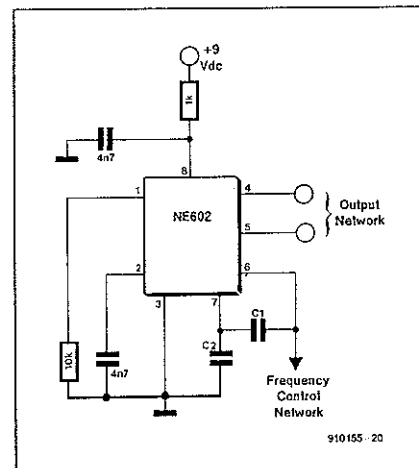 +9
Vdc
1k
4n7
8
1
4
NE602
Output
Network
5
2
6
3
7
C1
C2
10k
4n7
Frequency
Control
Network
910155 - 20